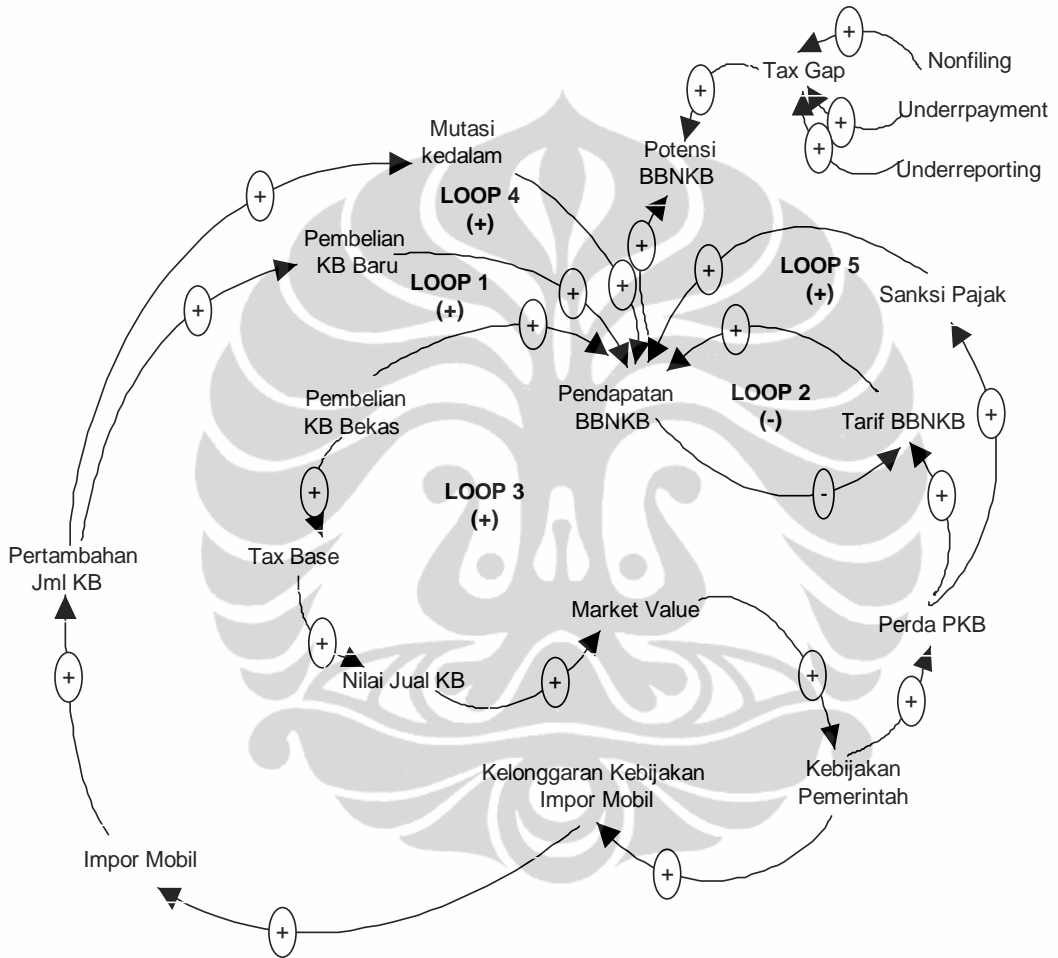 Nonfiling
Tax Gap
+
+
Underrpayment
+
Mutasi
kedalam
Potensi
BBNKB
+
Underreporting
+
LOOP 4
(+)
Pembelian
KB Baru
+
LOOP 5
(+)
+
LOOP 1
(+)
+
+
+
Sanksi Pajak
+
+
+
Pembelian
KB Bekas
Pendapatan
BBNKB
LOOP 2
(-)
Tarif BBNKB
+
+
LOOP 3
(+)
-
+
Pertambahan
Jml KB
Tax Base
Market Value
Perda PKB
+
Nilai Jual KB
+
+
+
+
Kelonggaran Kebijakan
Impor Mobil
Kebijakan
Pemerintah
Impor Mobil
+
+